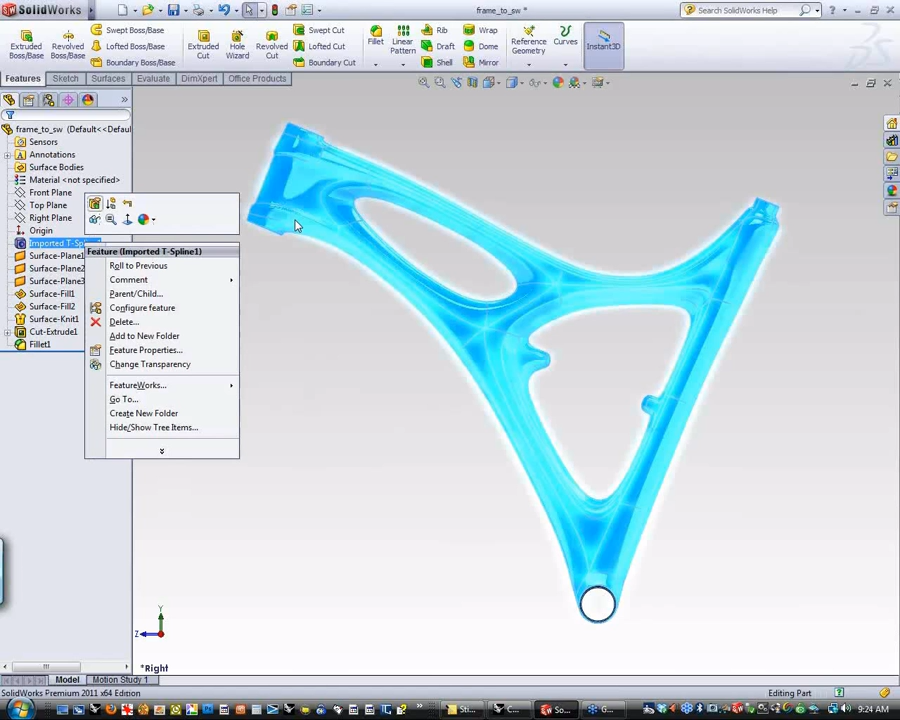 SolidWorks
frame_to_sw *
Search SolidWorks Help
Extruded Boss/Base
Revolved Boss/Base
Swept Boss/Base
Lofted Boss/Base
Boundary Boss/Base
Extruded Cut
Hole Wizard
Revolved Cut
Swept Cut
Lofted Cut
Boundary Cut
Fillet
Linear Pattern
Rib
Draft
Shell
Wrap
Dome
Mirror
Reference Geometry
Curves
Instant3D
Features
Sketch
Surfaces
Evaluate
DimXpert
Office Products
frame_to_sw (Default<<Defau
Sensors
Annotations
Surface Bodies
Material <not specified>
Front Plane
Top Plane
Right Plane
Origin
Imported T-Sp
Surface-Plane1
Surface-Plane2
Surface-Plane3
Surface-Fill1
Surface-Fill2
Surface-Knit1
Cut-Extrude1
Fillet1
Feature (Imported T-Spline1)
Roll to Previous
Comment
Parent/Child...
Configure feature
Delete...
Add to New Folder
Feature Properties...
Change Transparency
FeatureWorks...
Go To...
Create New Folder
Hide/Show Tree Items...
Y
Z
*Right
Model
Motion Study 1
SolidWorks Premium 2011 x64 Edition
Editing Part
Sti...
C...
So...
G...
9:24 AM